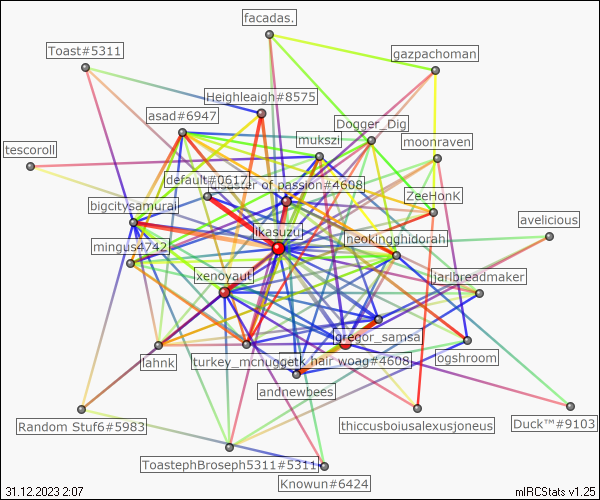 facadas.
Toast#5311
gazpachoman
Heighleaigh#8575
asad#6947
Dogger_Dig
mukszi
moonraven
tescoroll
default#0617
of passion#4608
ZeeHonK
bigcitysamurai
avelicious
likasuzu
neokingghidorah
mingus4742
xenoyaut
jarlbreadmaker
gregor_samsa
lahnk
turkey_mcnugget
hair woag#4608
ogshroom
andnewbees
Random Stuf6#5983
thiccusboiusalexusjoneus
Duck™#9103
ToastephBroseph5311#5311
Knowun#6424
31.12.2023 2:07
mIRCStats v1.25